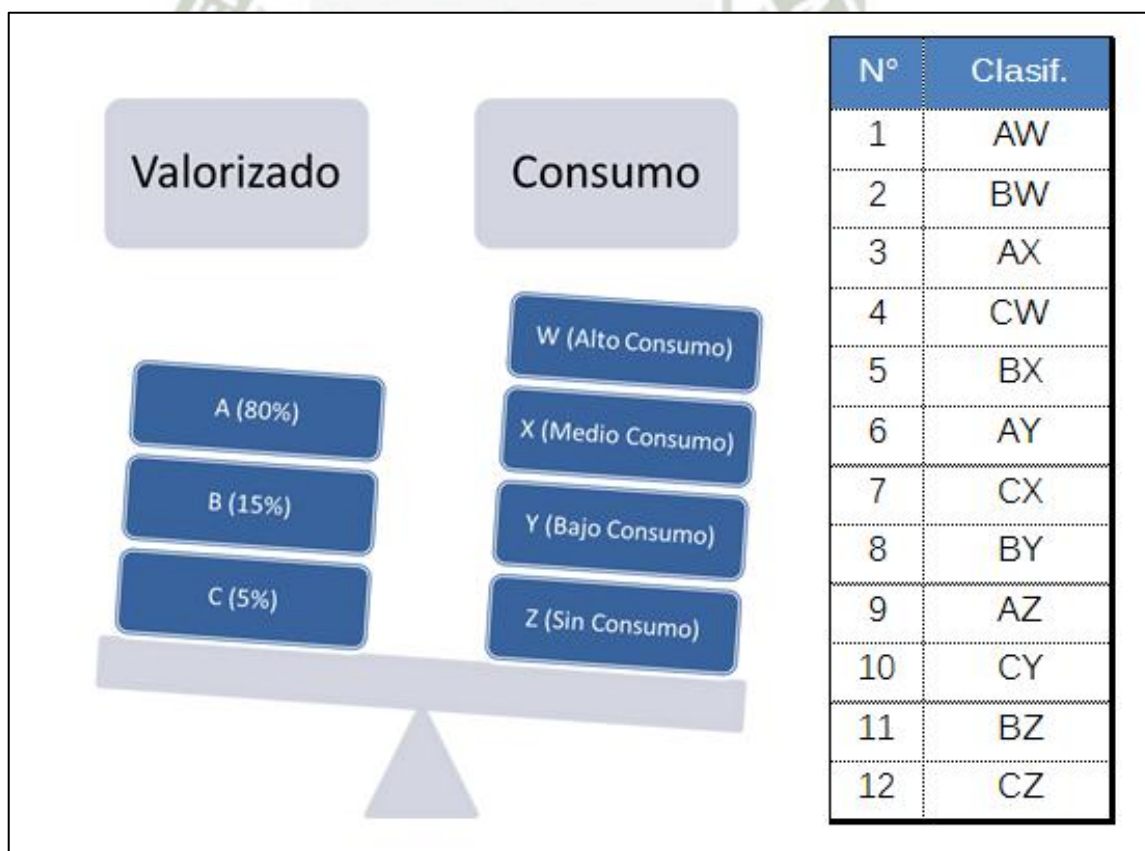 Valorizado
Consumo
A (80%)
B (15%)
C (5%)
W (Alto Consumo)
X (Medio Consumo)
Y (Bajo Consumo)
Z (Sin Consumo)
N° Clasif.
1 AW
2 BW
3 AX
4 CW
5 BX
6 AY
7 CX
8 BY
9 AZ
10 CY
11 BZ
12 CZ